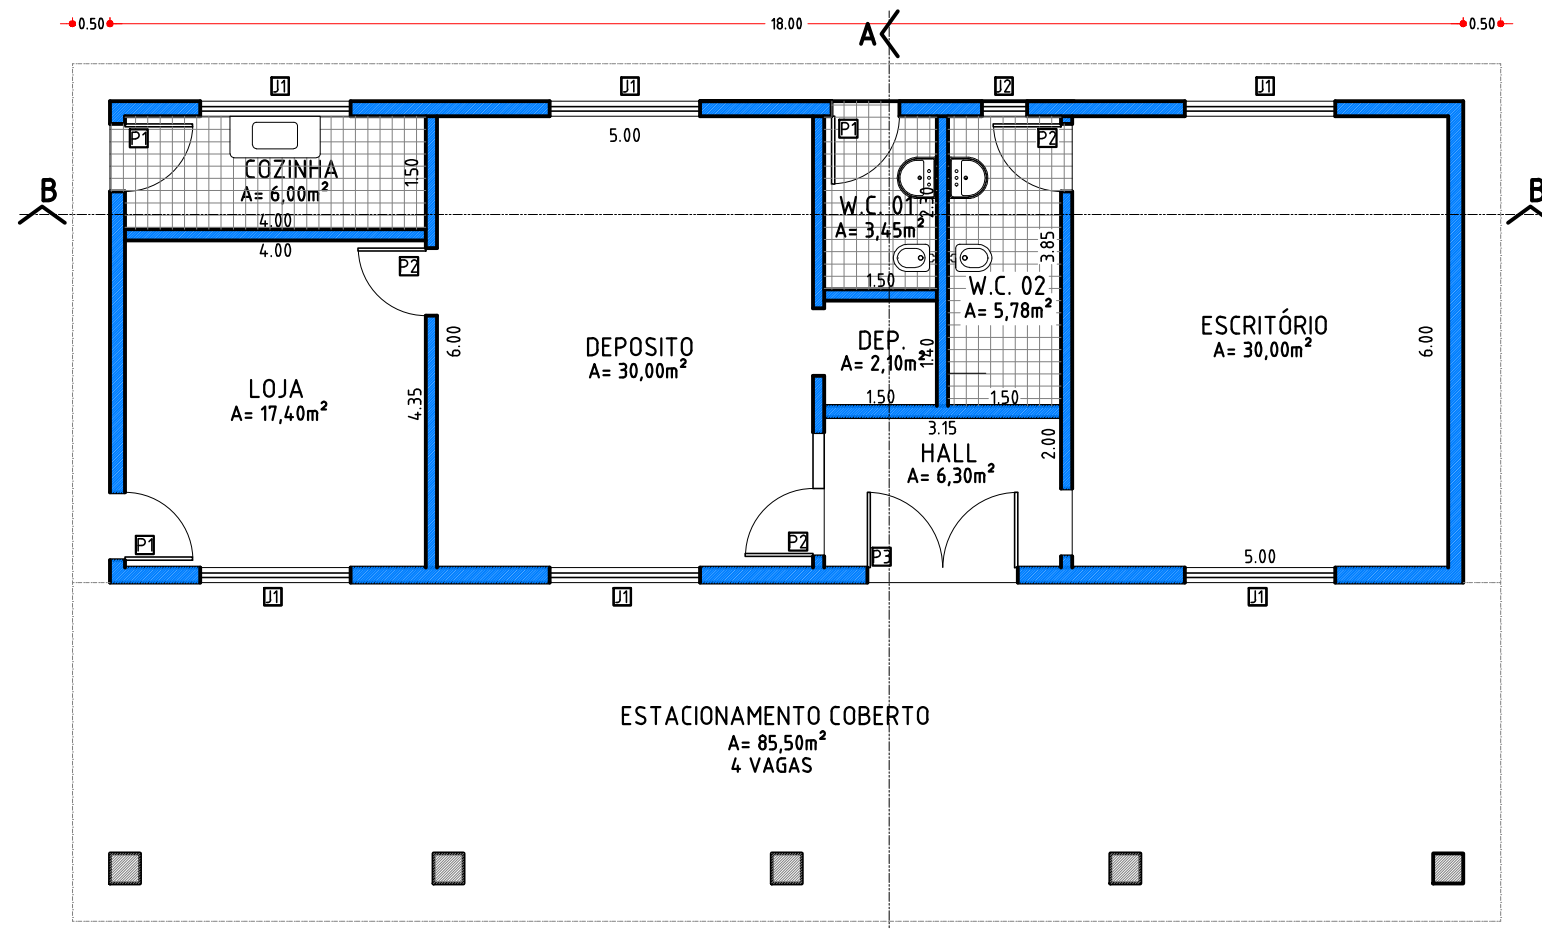 0.50
18.00
0.50
A
J1
J1
J2
J1
P1
5.00
P1
P2
COZINHA
A= 6,00m²
1.50
4.00
B
B
W.C. 01
A= 3,45m²
2.30
1.50
4.00
P2
3.85
W.C. 02
A= 5,78m²
1.50
ESCRITÓRIO
A= 30,00m²
6.00
6.00
DEPOSITO
A= 30,00m²
DEP.
A= 2,10m²
1.40
1.50
LOJA
A= 17,40m²
4.35
3.15
HALL
A= 6,30m²
2.00
P1
P2
P3
5.00
J1
J1
J1
ESTACIONAMENTO COBERTO
A= 85,50m²
4 VAGAS